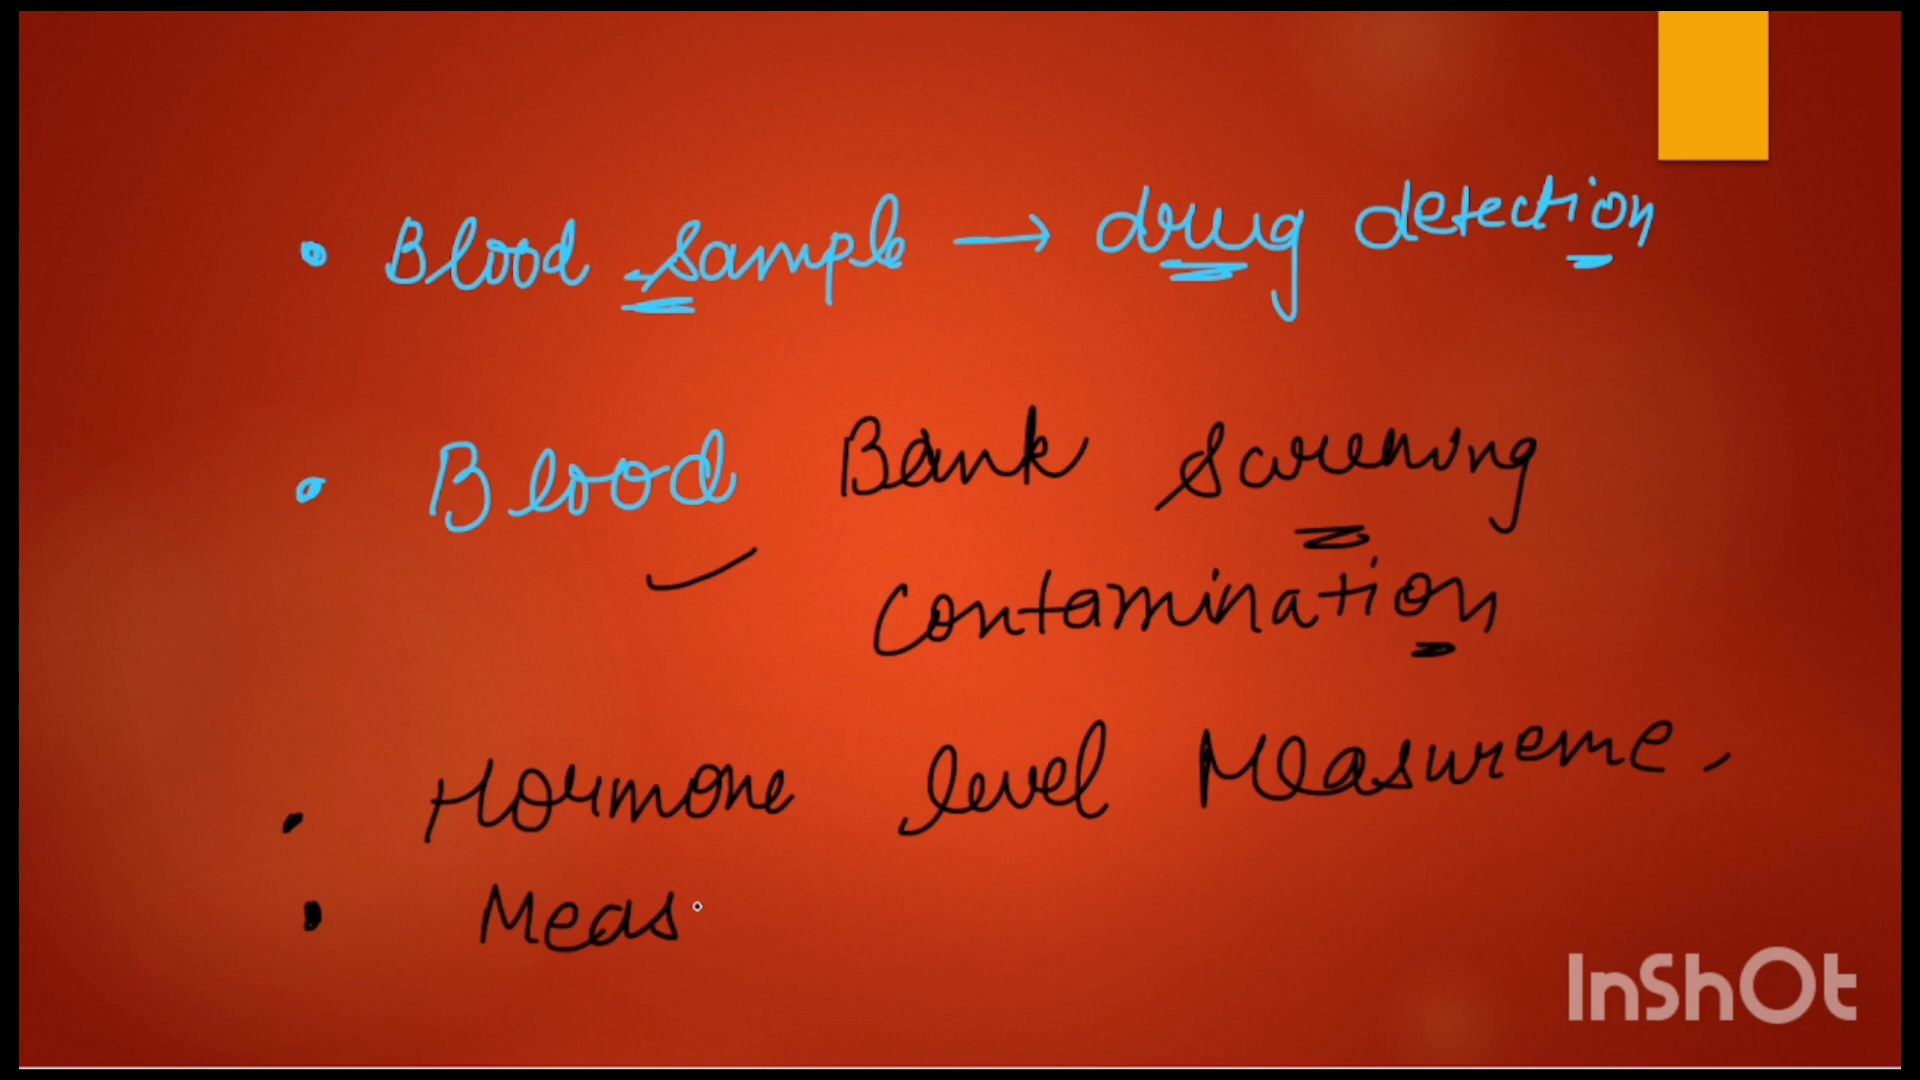 • Blood sample → drug detection
• Blood Bank Screening
Contamination
• Hormone level Measureme
• Meas
InShOt